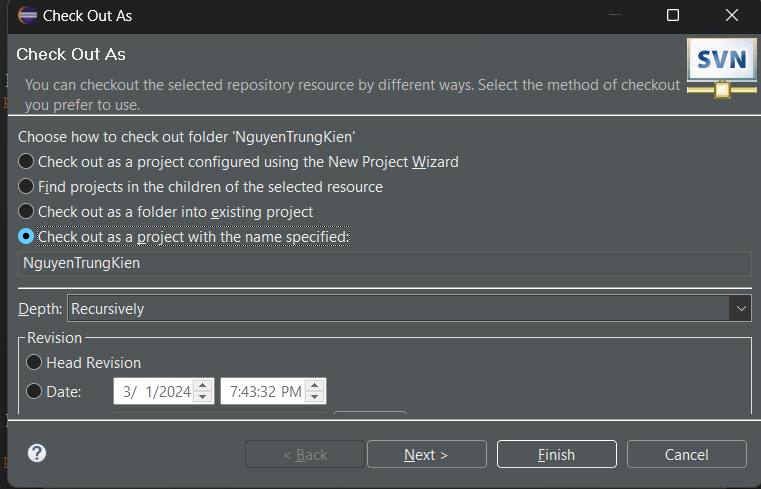 Check Out As
Check Out As
SVN
You can checkout the selected repository resource by different ways. Select the method of checkout
you prefer to use.
Choose how to check out folder 'NguyenTrungKien'
Check out as a project configured using the New Project Wizard
Find projects in the children of the selected resource
Check out as a folder into existing project
Check out as a project with the name specified:
NguyenTrungKien
Depth: Recursively
Revision
Head Revision
Date: 3/ 1/2024 7:43:32 PM
? < Back Next > Finish Cancel